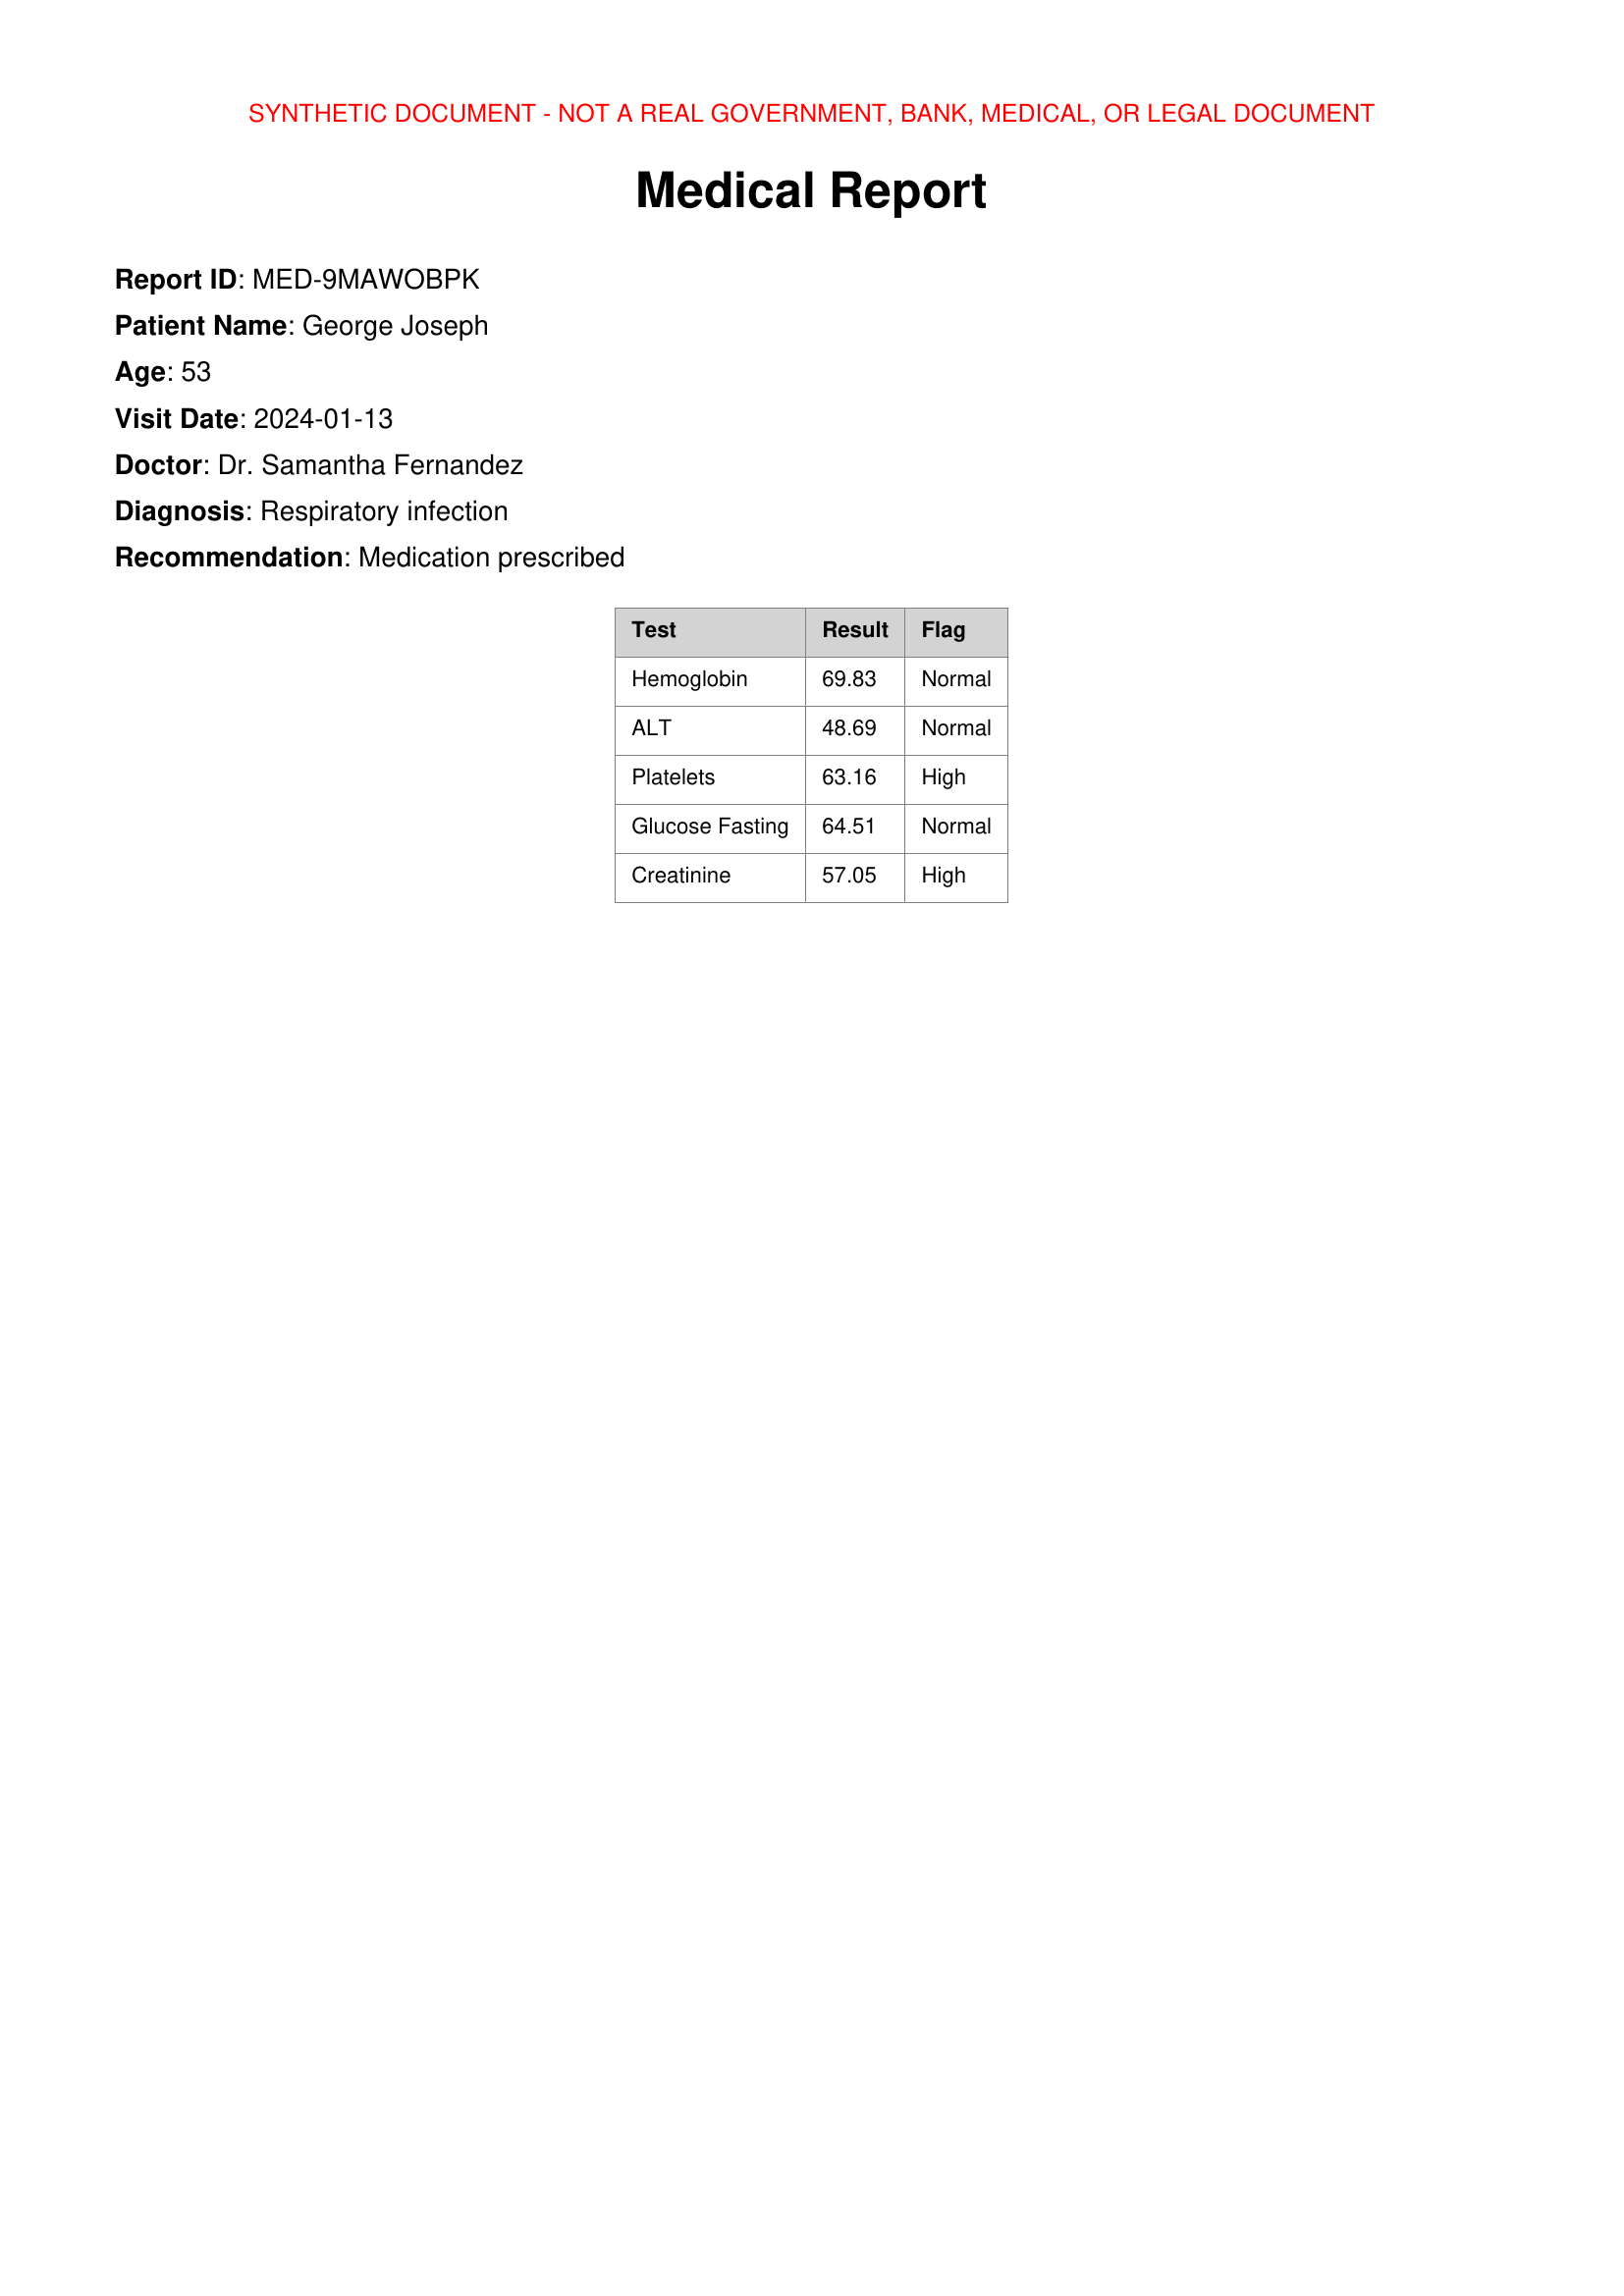 SYNTHETIC DOCUMENT - NOT A REAL GOVERNMENT, BANK, MEDICAL, OR LEGAL DOCUMENT
Medical Report
Report ID: MED-9MAWOBPK
Patient Name: George Joseph
Age: 53
Visit Date: 2024-01-13
Doctor: Dr. Samantha Fernandez
Diagnosis: Respiratory infection
Recommendation: Medication prescribed
Test Result Flag
Hemoglobin 69.83 Normal
ALT 48.69 Normal
Platelets 63.16 High
Glucose Fasting 64.51 Normal
Creatinine 57.05 High